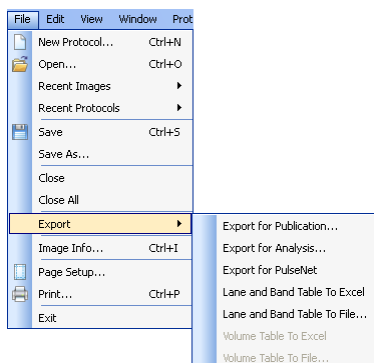 File Edit View Window Prot
New Protocol... Ctrl+N
Open... Ctrl+O
Recent Images
Recent Protocols
Save Ctrl+S
Save As...
Close
Close All
Export
Image Info... Ctrl+I
Page Setup...
Print... Ctrl+P
Exit
Export for Publication...
Export for Analysis...
Export for PulseNet
Lane and Band Table To Excel
Lane and Band Table To File...
Volume Table To Excel
Volume Table To File...